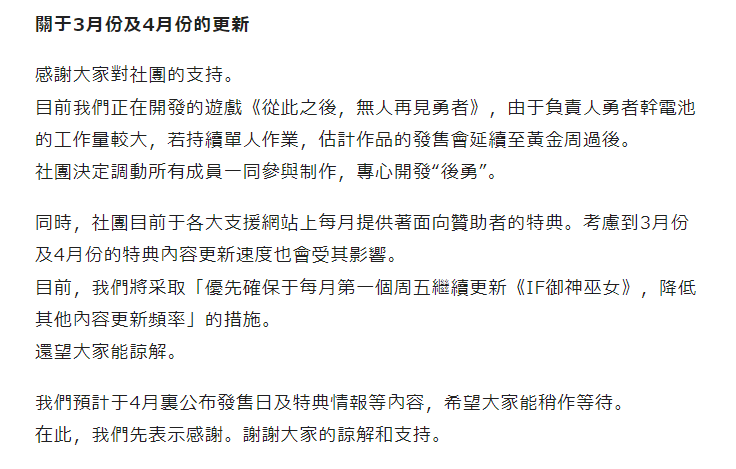 關于3月份及4月份的更新
感謝大家對社團的支持。
目前我們正在開發的遊戲《從此之後，無人再見勇者》，由于負責人勇者幹電池
的工作量較大，若持續單人作業，估計作品的發售會延續至黃金周過後。
社團決定調動所有成員一同參與制作，專心開發“後勇”。
同時，社團目前于各大支援網站上每月提供著面向贊助者的特典。考慮到3月份
及4月份的特典內容更新速度也會受其影響。
目前，我們將采取「優先確保于每月第一個周五繼續更新《IF御神巫女》，降低
其他內容更新頻率」的措施。
還望大家能諒解。
我們預計于4月裏公布發售日及特典情報等內容，希望大家能稍作等待。
在此，我們先表示感謝。謝謝大家的諒解和支持。